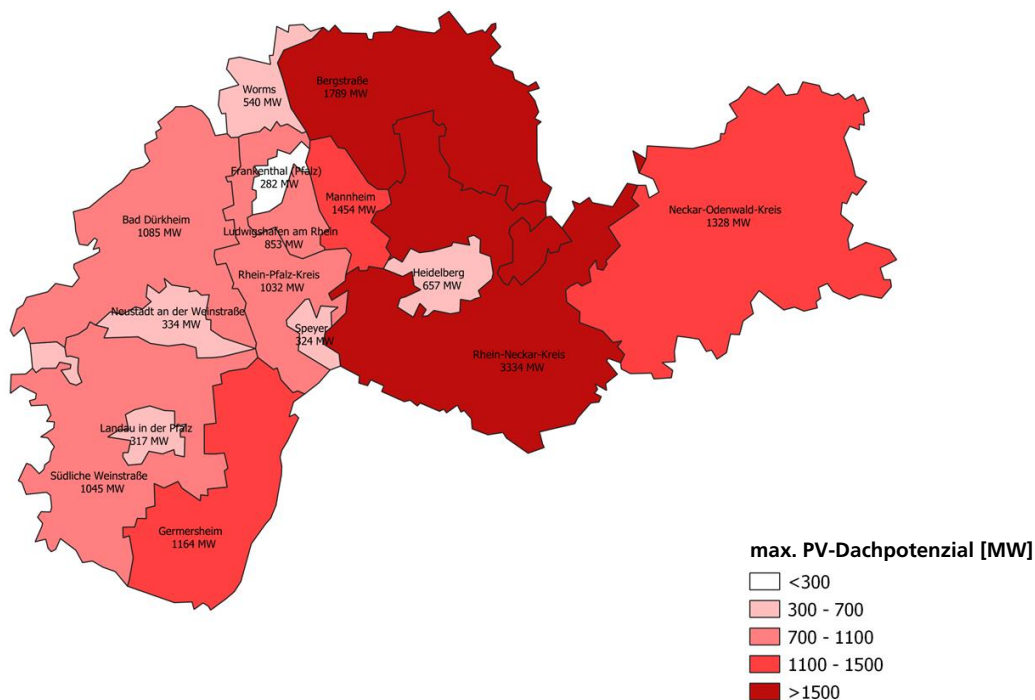 Worms
540 MW
Bergstraße
1789 MW
Frankenthal (Pfalz)
282 MW
Mannheim
1454 MW
Neckar-Odenwald-Kreis
1328 MW
Bad Dürkheim
1085 MW
Ludwigshafen am Rhein
853 MW
Rhein-Pfalz-Kreis
1032 MW
Heidelberg
657 MW
Neustadt an der Weinstraße
334 MW
Speyer
324 MW
Rhein-Neckar-Kreis
3334 MW
Landau in der Pfalz
317 MW
Südliche Weinstraße
1045 MW
Germersheim
1164 MW
max. PV-Dachpotenzial [MW]
<300
300 - 700
700 - 1100
1100 - 1500
>1500